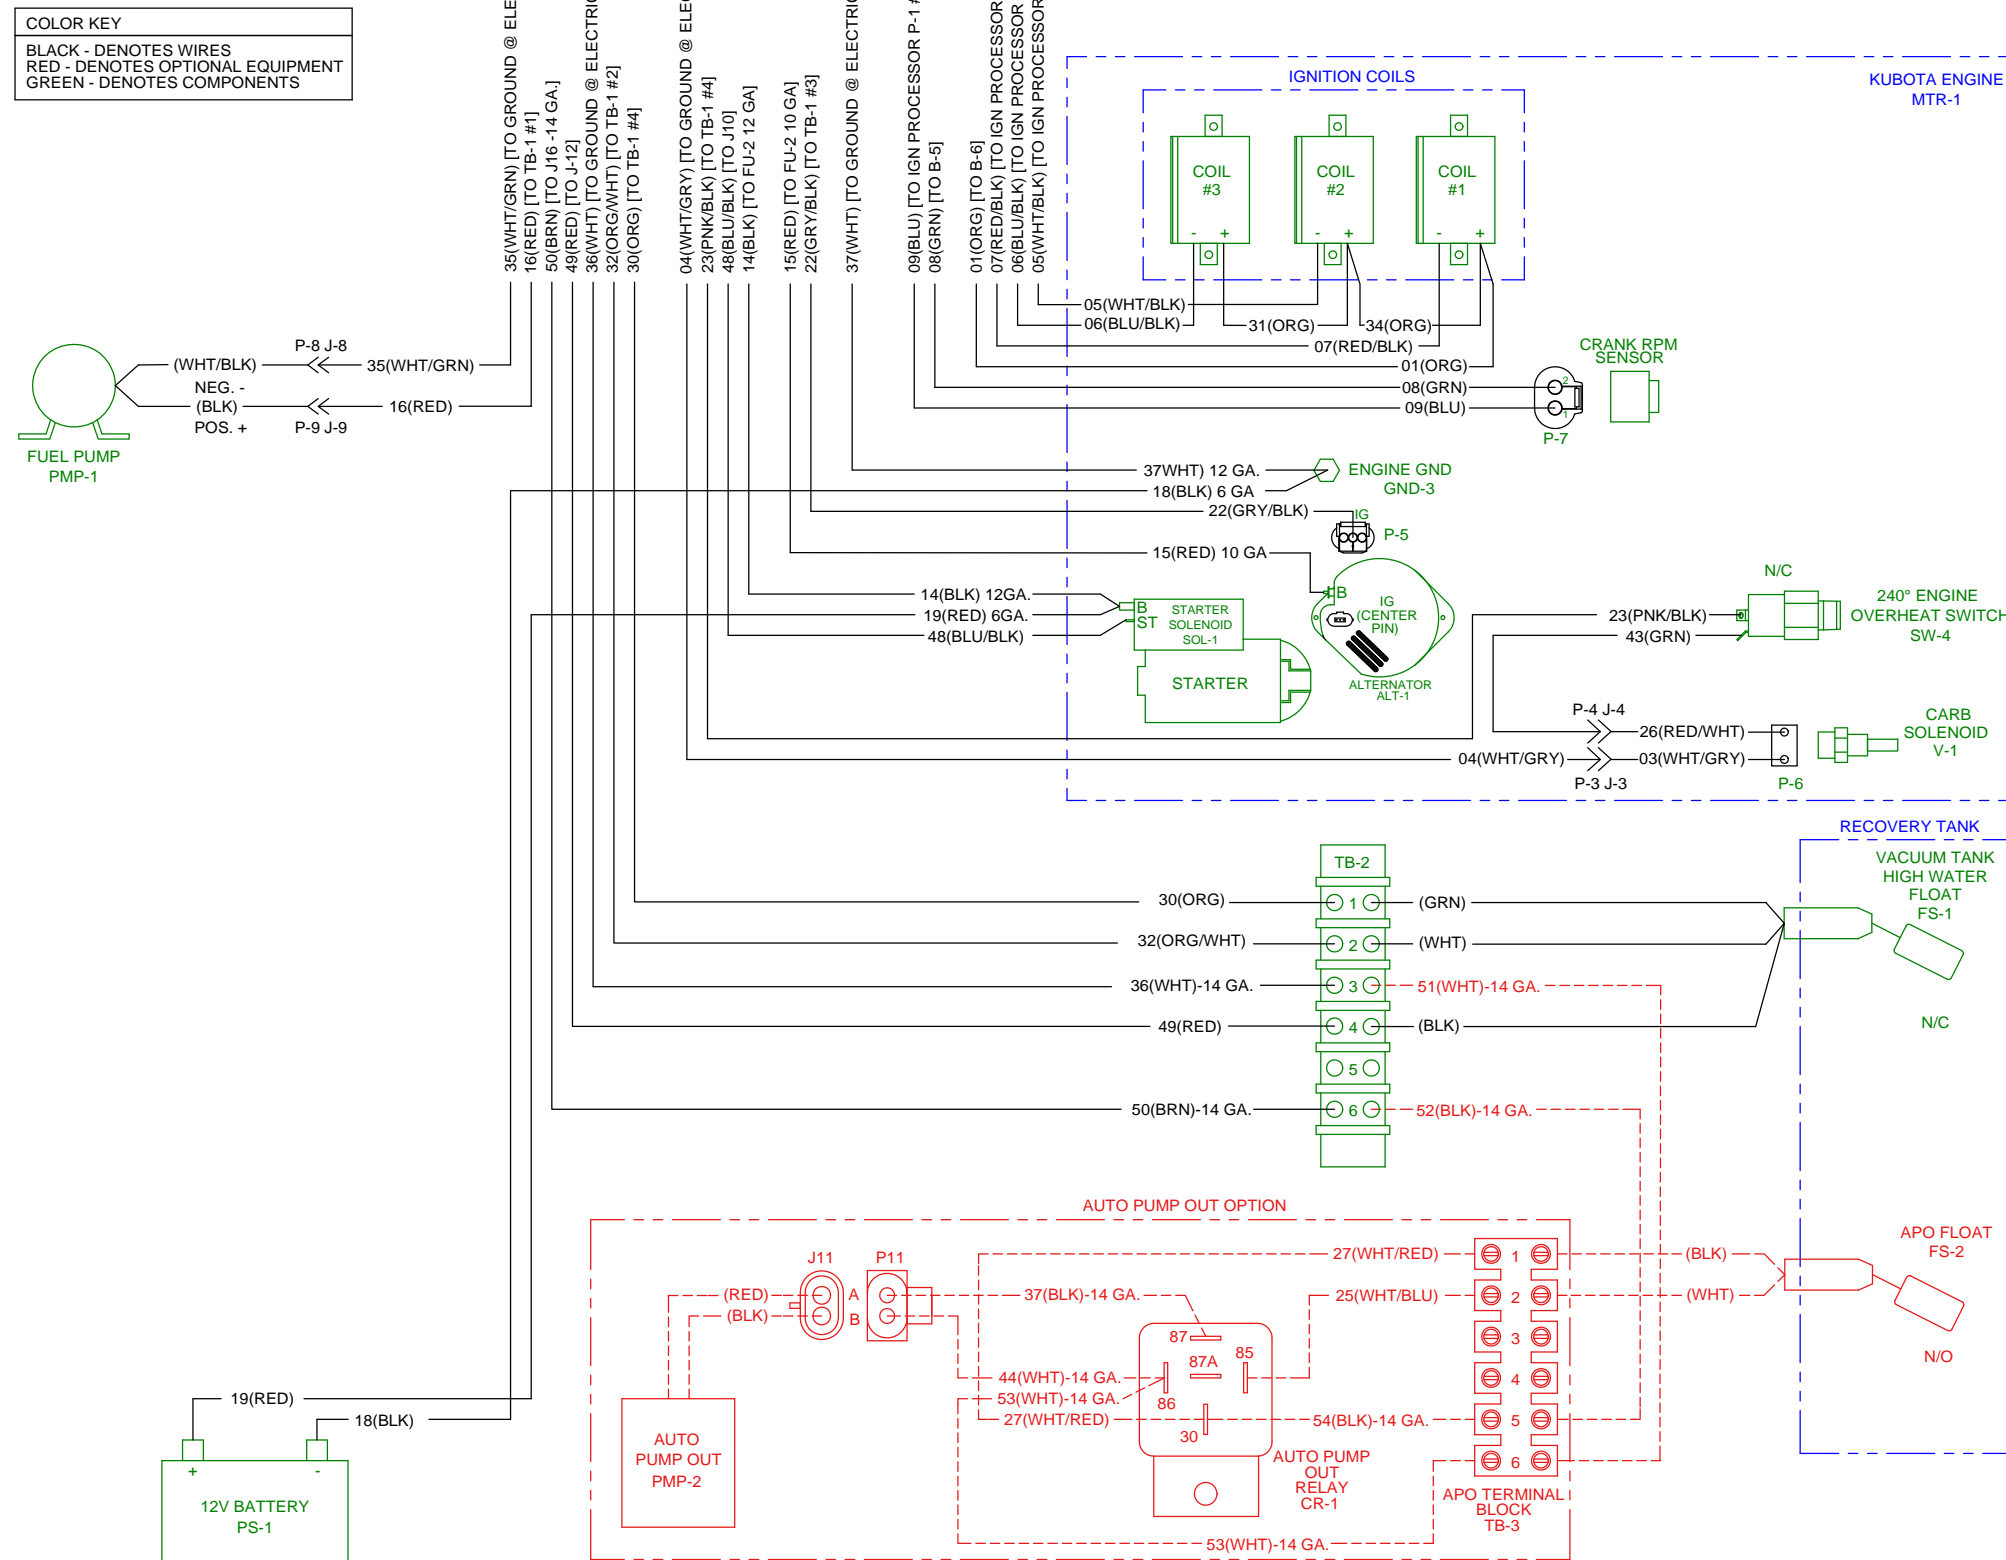 COLOR KEY
BLACK - DENOTES WIRES
RED - DENOTES OPTIONAL EQUIPMENT
GREEN - DENOTES COMPONENTS
35(WHT/GRN) [TO GROUND @ ELE
16(RED) [TO TB-1 #1]
50(BRN) [TO J16 -14 GA.]
49(RED) [TO J-12]
36(WHT) [TO GROUND @ ELECTRIC
32(ORG/WHT) [TO TB-1 #2]
30(ORG) [TO TB-1 #4]
04(WHT/GRY) [TO GROUND @ ELEC
23(PNK/BLK) [TO TB-1 #4]
48(BLU/BLK) [TO J10]
14(BLK) [TO FU-2 12 GA]
15(RED) [TO FU-2 10 GA]
22(GRY/BLK) [TO TB-1 #3]
37(WHT) [TO GROUND @ ELECTRIC
09(BLU) [TO IGN PROCESSOR P-1 #
08(GRN) [TO B-5]
01(ORG) [TO B-6]
07(RED/BLK) [TO IGN PROCESSOR
06(BLU/BLK) [TO IGN PROCESSOR
05(WHT/BLK) [TO IGN PROCESSOR
IGNITION COILS
KUBOTA ENGINE
MTR-1
COIL
#3
- +
COIL
#2
- +
COIL
#1
- +
05(WHT/BLK)
06(BLU/BLK)
31(ORG)
34(ORG)
07(RED/BLK)
01(ORG)
08(GRN)
09(BLU)
CRANK RPM
SENSOR
2
1
P-7
P-8 J-8
(WHT/BLK)
35(WHT/GRN)
NEG. -
(BLK)
16(RED)
POS. +
P-9 J-9
FUEL PUMP
PMP-1
37WHT) 12 GA.
18(BLK) 6 GA
ENGINE GND
GND-3
22(GRY/BLK)
IG
P-5
15(RED) 10 GA
B
IG
(CENTER
PIN)
ALTERNATOR
ALT-1
14(BLK) 12GA.
19(RED) 6GA.
48(BLU/BLK)
B
ST
STARTER
SOLENOID
SOL-1
STARTER
N/C
23(PNK/BLK)
43(GRN)
240° ENGINE
OVERHEAT SWITCH
SW-4
P-4 J-4
26(RED/WHT)
04(WHT/GRY)
03(WHT/GRY)
P-3 J-3
P-6
CARB
SOLENOID
V-1
RECOVERY TANK
VACUUM TANK
HIGH WATER
FLOAT
FS-1
N/C
TB-2
30(ORG)
1
(GRN)
32(ORG/WHT)
2
(WHT)
36(WHT)-14 GA.
3
51(WHT)-14 GA.
49(RED)
4
(BLK)
5
50(BRN)-14 GA.
6
52(BLK)-14 GA.
AUTO PUMP OUT OPTION
J11
P11
(RED)
A
(BLK)
B
37(BLK)-14 GA.
27(WHT/RED)
25(WHT/BLU)
44(WHT)-14 GA.
53(WHT)-14 GA.
27(WHT/RED)
54(BLK)-14 GA.
87
87A
85
86
30
AUTO PUMP
OUT
RELAY
CR-1
AUTO
PUMP OUT
PMP-2
1
2
3
4
5
6
(BLK)
(WHT)
APO TERMINAL
BLOCK
TB-3
53(WHT)-14 GA.
APO FLOAT
FS-2
N/O
19(RED)
18(BLK)
+
-
12V BATTERY
PS-1